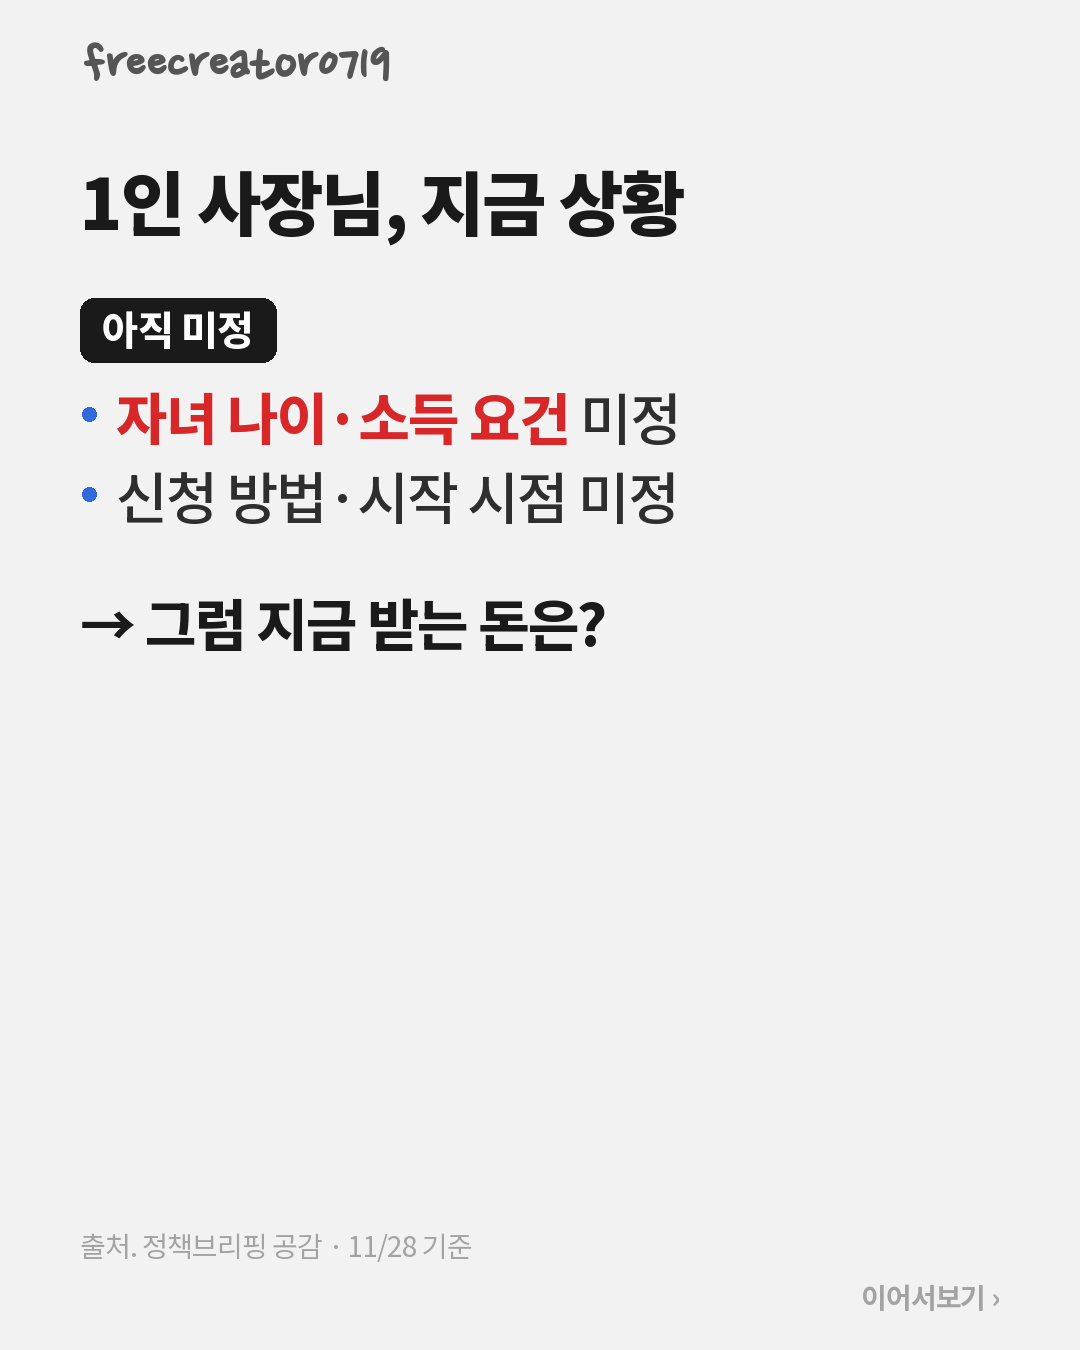 freecreator0719
1인 사장님, 지금 상황
아직 미정
• 자녀 나이·소득 요건 미정
• 신청 방법·시작 시점 미정
→ 그럼 지금 받는 돈은?
출처. 정책브리핑 공감 · 11/28 기준
이어서보기 ›